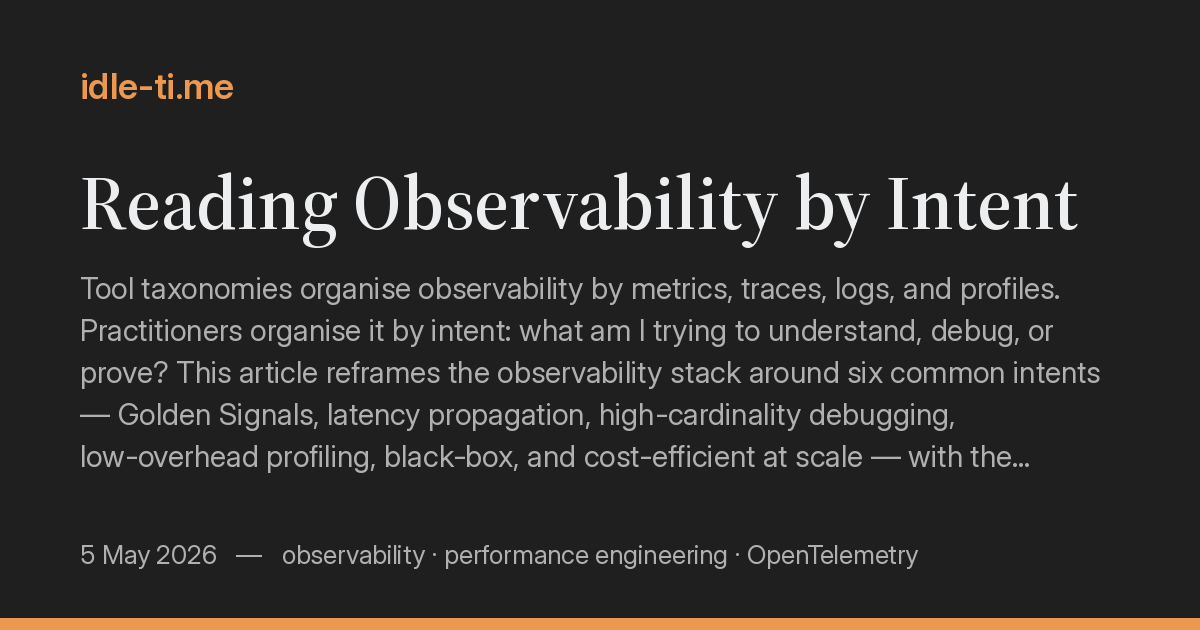 idle-ti.me
Reading Observability by Intent
Tool taxonomies organise observability by metrics, traces, logs, and profiles.
Practitioners organise it by intent: what am I trying to understand, debug, or
prove? This article reframes the observability stack around six common intents
— Golden Signals, latency propagation, high-cardinality debugging,
low-overhead profiling, black-box, and cost-efficient at scale — with the…
5 May 2026 — observability · performance engineering · OpenTelemetry